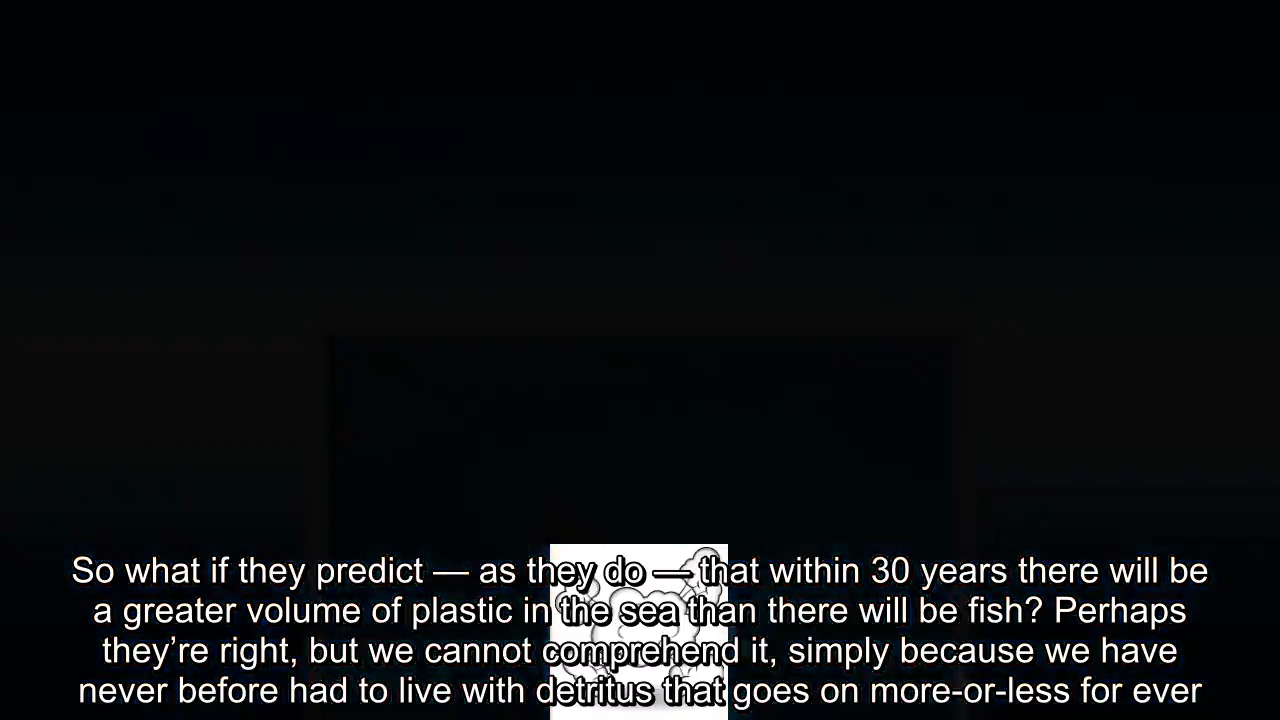 So what if they predict — as they do — that within 30 years there will be
a greater volume of plastic in the sea than there will be fish? Perhaps
they’re right, but we cannot comprehend it, simply because we have
never before had to live with detritus that goes on more-or-less for ever